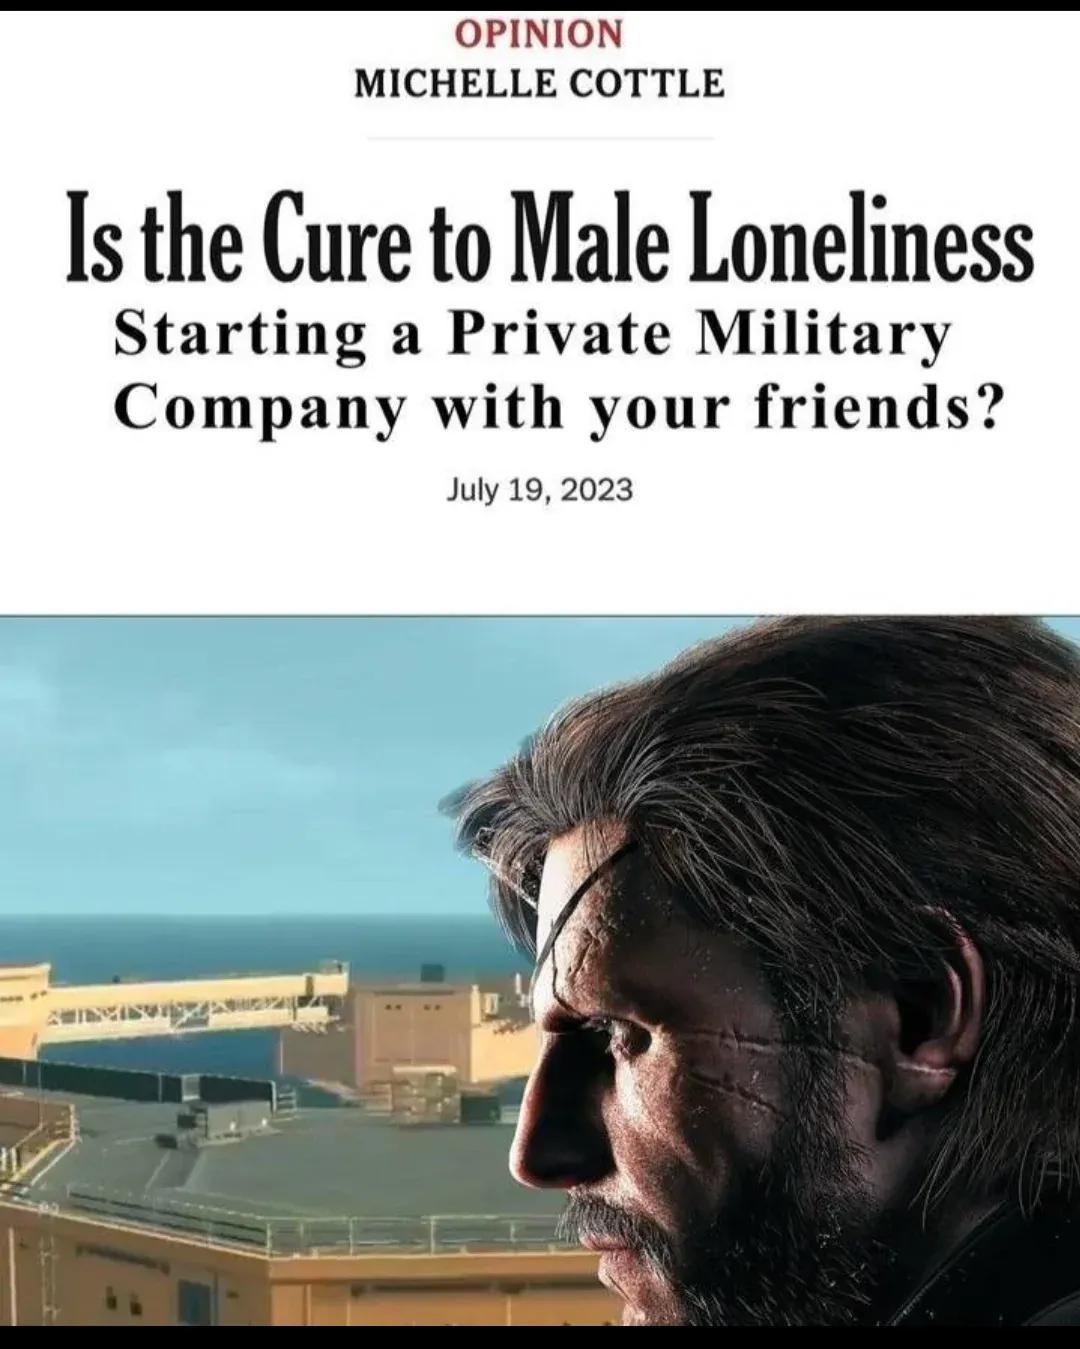 OPINION
MICHELLE COTTLE
Is the Cure to Male Loneliness
Starting a Private Military
Company with your friends?
July 19, 2023